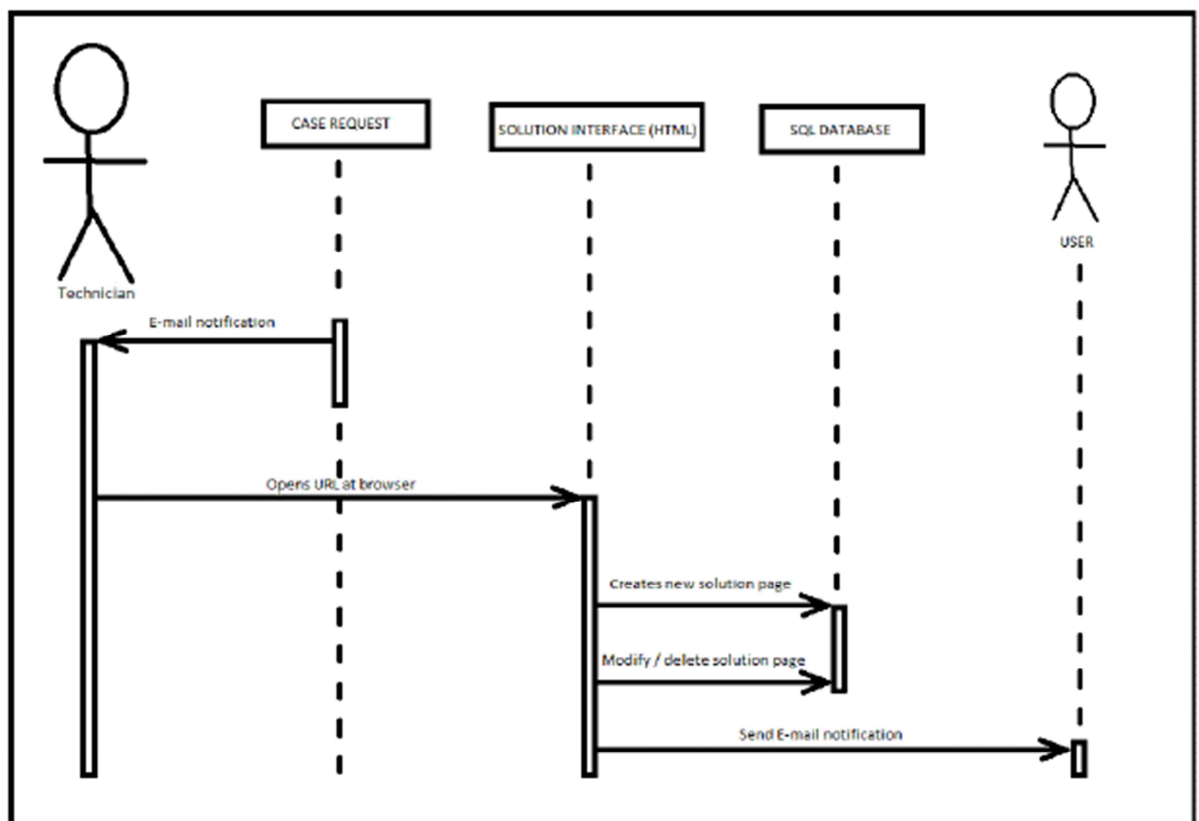 CASE REQUEST
SOLUTION INTERFACE (HTML)
SQL DATABASE
USER
Technician
E-mail notification
Opens URL at browser
Creates new solution page
Modify / delete solution page
Send E-mail notification